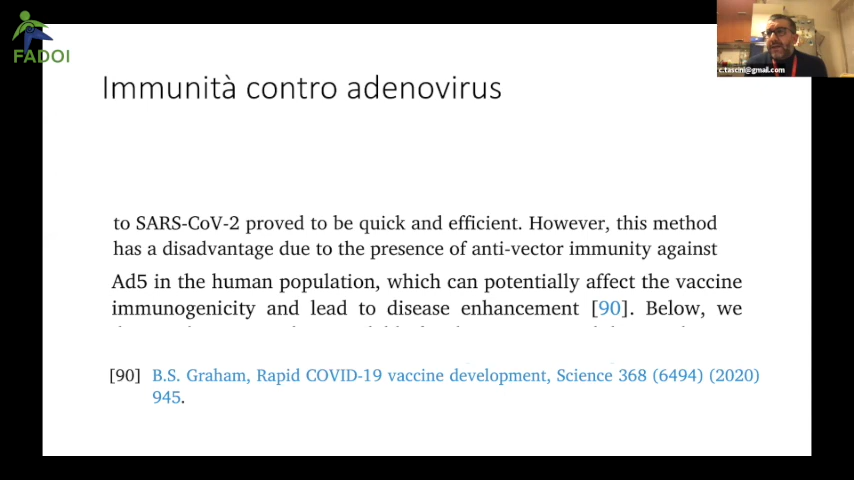 FADOI
c.tascini@gmail.com
Immunità contro adenovirus
to SARS-CoV-2 proved to be quick and efficient. However, this method
has a disadvantage due to the presence of anti-vector immunity against
Ad5 in the human population, which can potentially affect the vaccine
immunogenicity and lead to disease enhancement [90]. Below, we
[90] B.S. Graham, Rapid COVID-19 vaccine development, Science 368 (6494) (2020)
945.